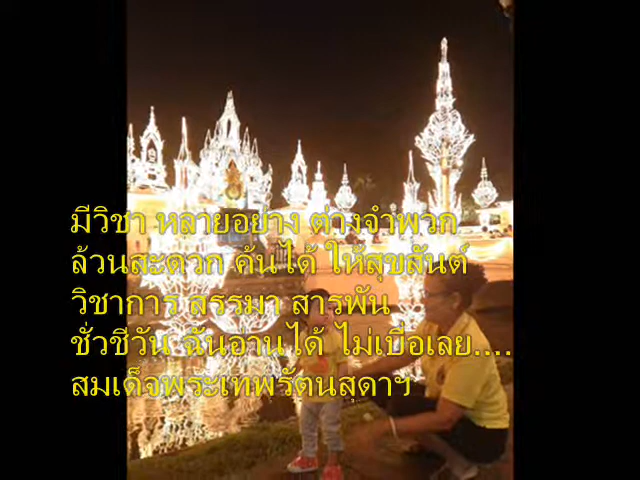 มีวิชา หลายอย่าง ต่างจำพวก
ล้วนสะดวก ค้นได้ ให้สุขสันต์
วิชาการ สรรมา สารพัน
ชั่วชีวัน ฉันอ่านได้ ไม่เบื่อเลย....
สมเด็จพระเทพรัตนสุดาฯ